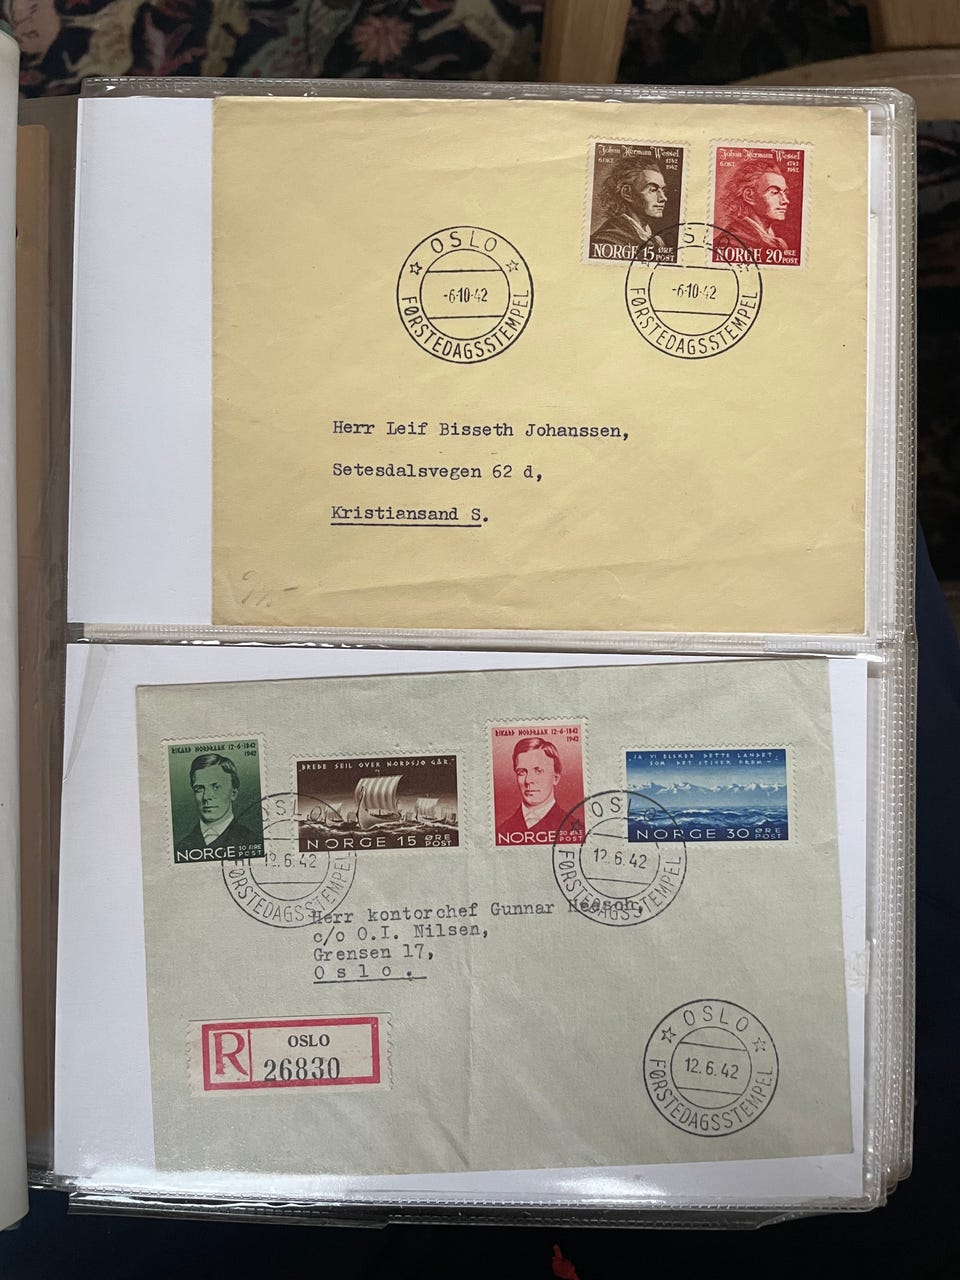 Johan Herman Wessel
6.OKT. 1742
1942
NORGE 15 ØRE
POST
Johan Herman Wessel
6.OKT. 1742
1942
NORGE 20 ØRE
POST
OSLO
-6-10-42
FØRSTEDAGSSTEMPEL
OSLO
-6-10-42
FØRSTEDAGSSTEMPEL
Herr Leif Bisseth Johanssen,
Setesdalsvegen 62 d,
Kristiansand S.
RIKARD NORDRAAK 12-6-1842
1942
NORGE 10 ØRE
POST
„BREDE SEIL OVER NORDSJØ GÅR.”
NORGE 15 ØRE
POST
RIKARD NORDRAAK 12-6-1842
1942
NORGE 20 ØRE
POST
„JA VI ELSKER DETTE LANDET
SOM DET STIGER FREM”
NORGE 30 ØRE
POST
OSLO
12.6.42
FØRSTEDAGSSTEMPEL
OSLO
12.6.42
FØRSTEDAGSSTEMPEL
Herr kontorchef Gunnar
c/o O.I. Nilsen,
Grensen 17,
O s l o .
R OSLO
26830
OSLO
12.6.42
FØRSTEDAGSSTEMPEL